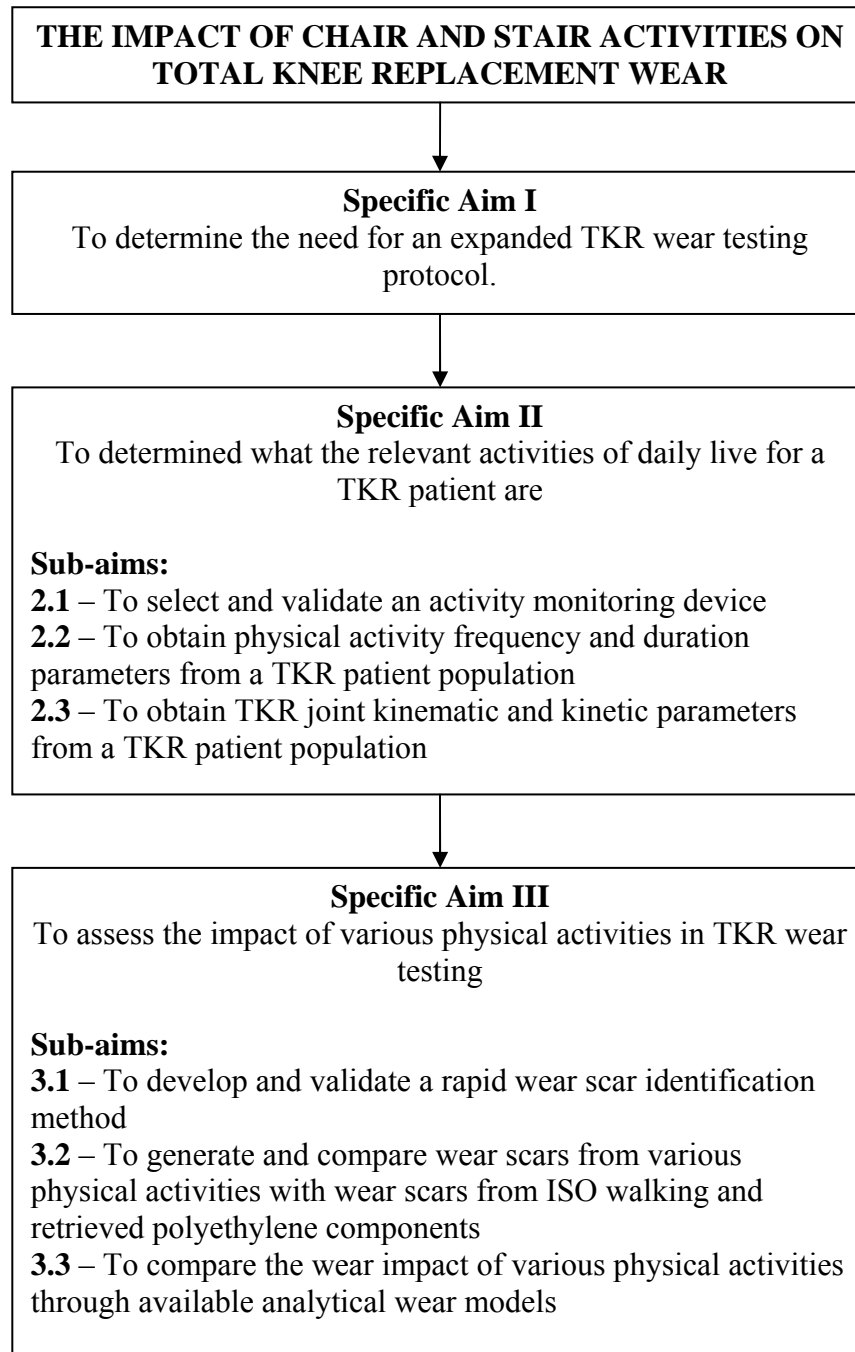 THE IMPACT OF CHAIR AND STAIR ACTIVITIES ON
TOTAL KNEE REPLACEMENT WEAR
Specific Aim I
To determine the need for an expanded TKR wear testing
protocol.
Specific Aim II
To determined what the relevant activities of daily live for a
TKR patient are
Sub-aims:
2.1 – To select and validate an activity monitoring device
2.2 – To obtain physical activity frequency and duration
parameters from a TKR patient population
2.3 – To obtain TKR joint kinematic and kinetic parameters
from a TKR patient population
Specific Aim III
To assess the impact of various physical activities in TKR wear
testing
Sub-aims:
3.1 – To develop and validate a rapid wear scar identification
method
3.2 – To generate and compare wear scars from various
physical activities with wear scars from ISO walking and
retrieved polyethylene components
3.3 – To compare the wear impact of various physical activities
through available analytical wear models